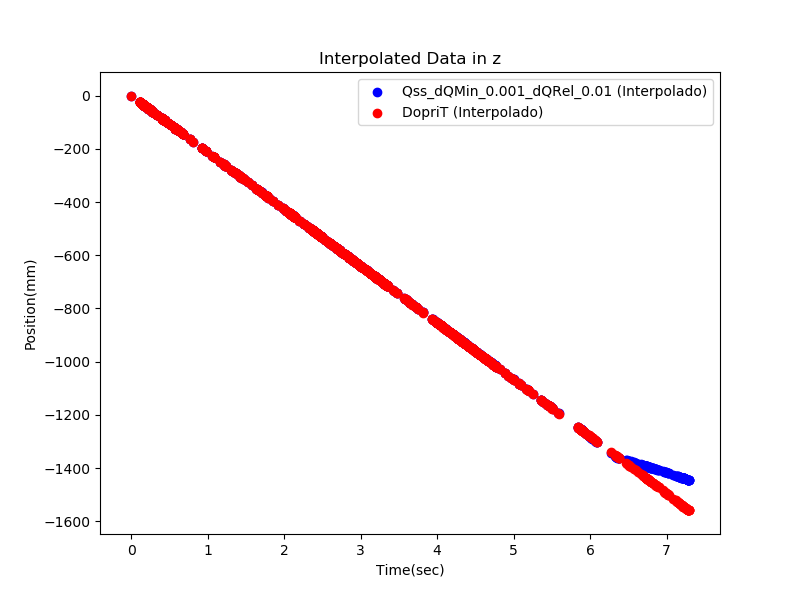 Interpolated Data in z
Qss_dQMin_0.001_dQRel_0.01 (Interpolado)
DopriT (Interpolado)
Position(mm)
0
−200
−400
−600
−800
−1000
−1200
−1400
−1600
0 1 2 3 4 5 6 7
Time(sec)